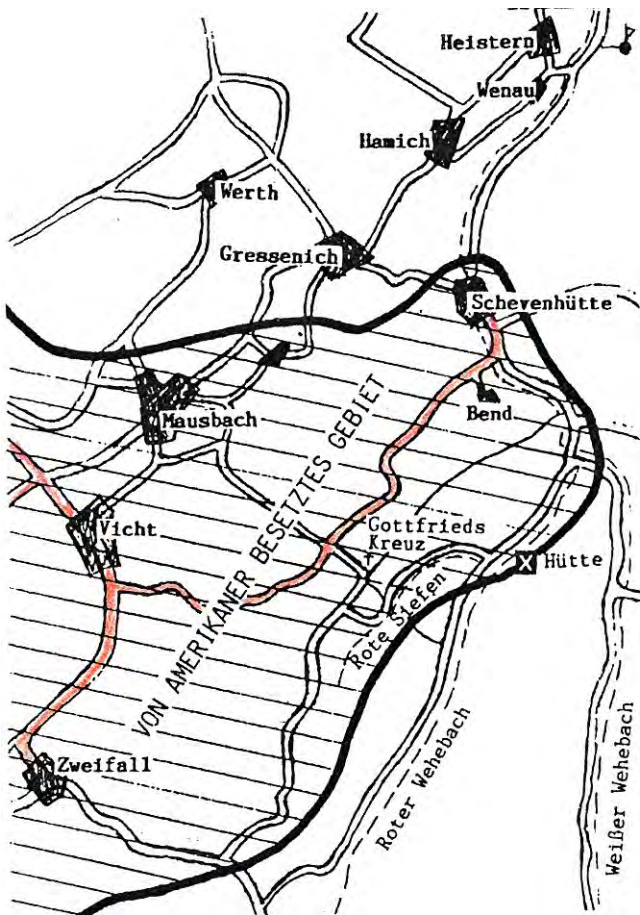 Heistern
Wenau
Hamich
Werth
Gressenich
Schevenhütte
Bend
Mausbach
VON AMERIKANER BESETZTES GEBIET
Gottfrieds
Kreuz
Vicht
X Hütte
Rote Siefen
Zweifall
Roter Wehebach
Weißer Wehebach